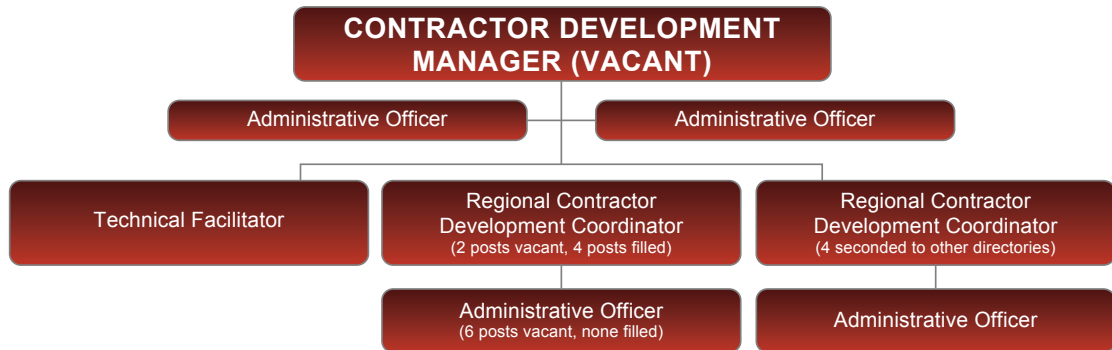 CONTRACTOR DEVELOPMENT
MANAGER (VACANT)
Administrative Officer
Administrative Officer
Technical Facilitator
Regional Contractor
Development Coordinator
(2 posts vacant, 4 posts filled)
Regional Contractor
Development Coordinator
(4 seconded to other directories)
Administrative Officer
(6 posts vacant, none filled)
Administrative Officer